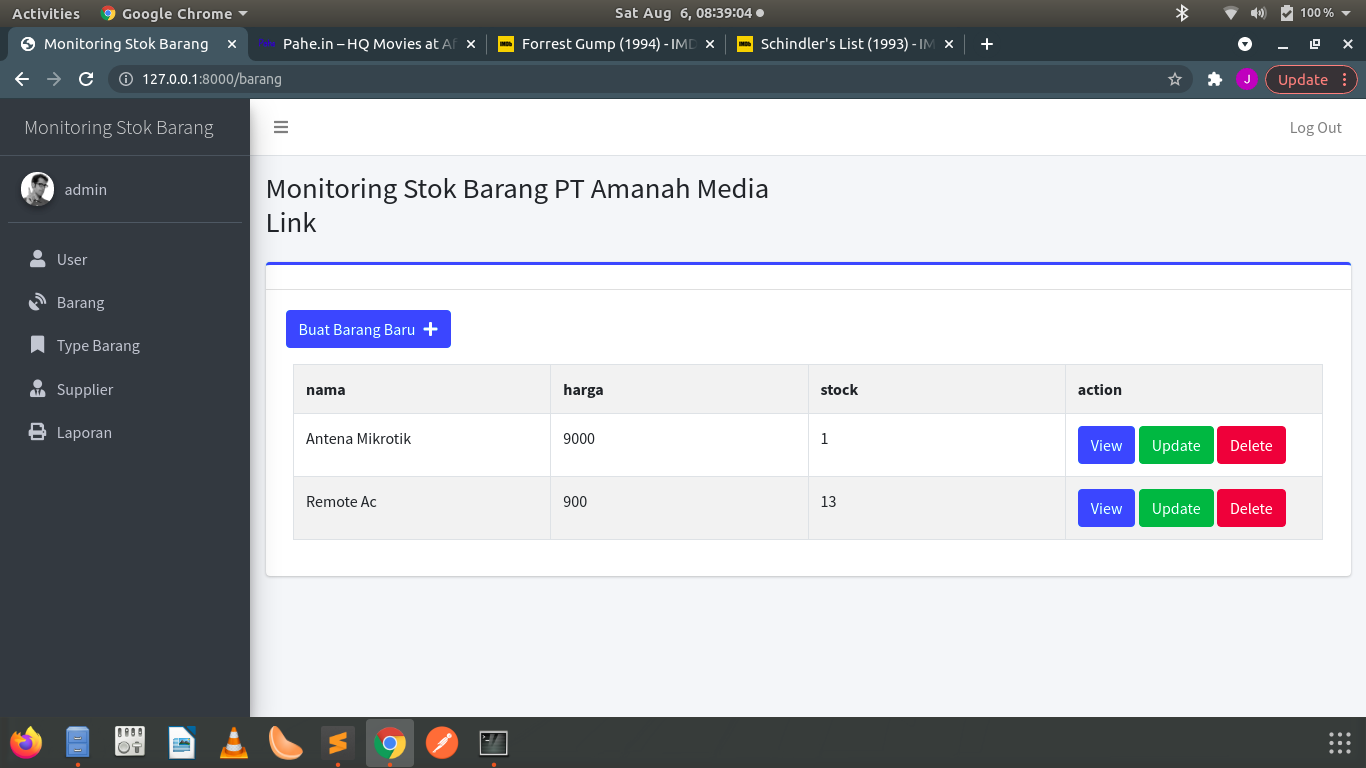 Activities Google Chrome Sat Aug 6, 08:39:04 100 %
Monitoring Stok Barang Pahe.in – HQ Movies at Af Forrest Gump (1994) - IMD Schindler's List (1993) - IM
127.0.0.1:8000/barang J Update
Monitoring Stok Barang Log Out
admin
User
Barang
Type Barang
Supplier
Laporan
Monitoring Stok Barang PT Amanah Media
Link
Buat Barang Baru
nama harga stock action
Antena Mikrotik 9000 1 View Update Delete
Remote Ac 900 13 View Update Delete